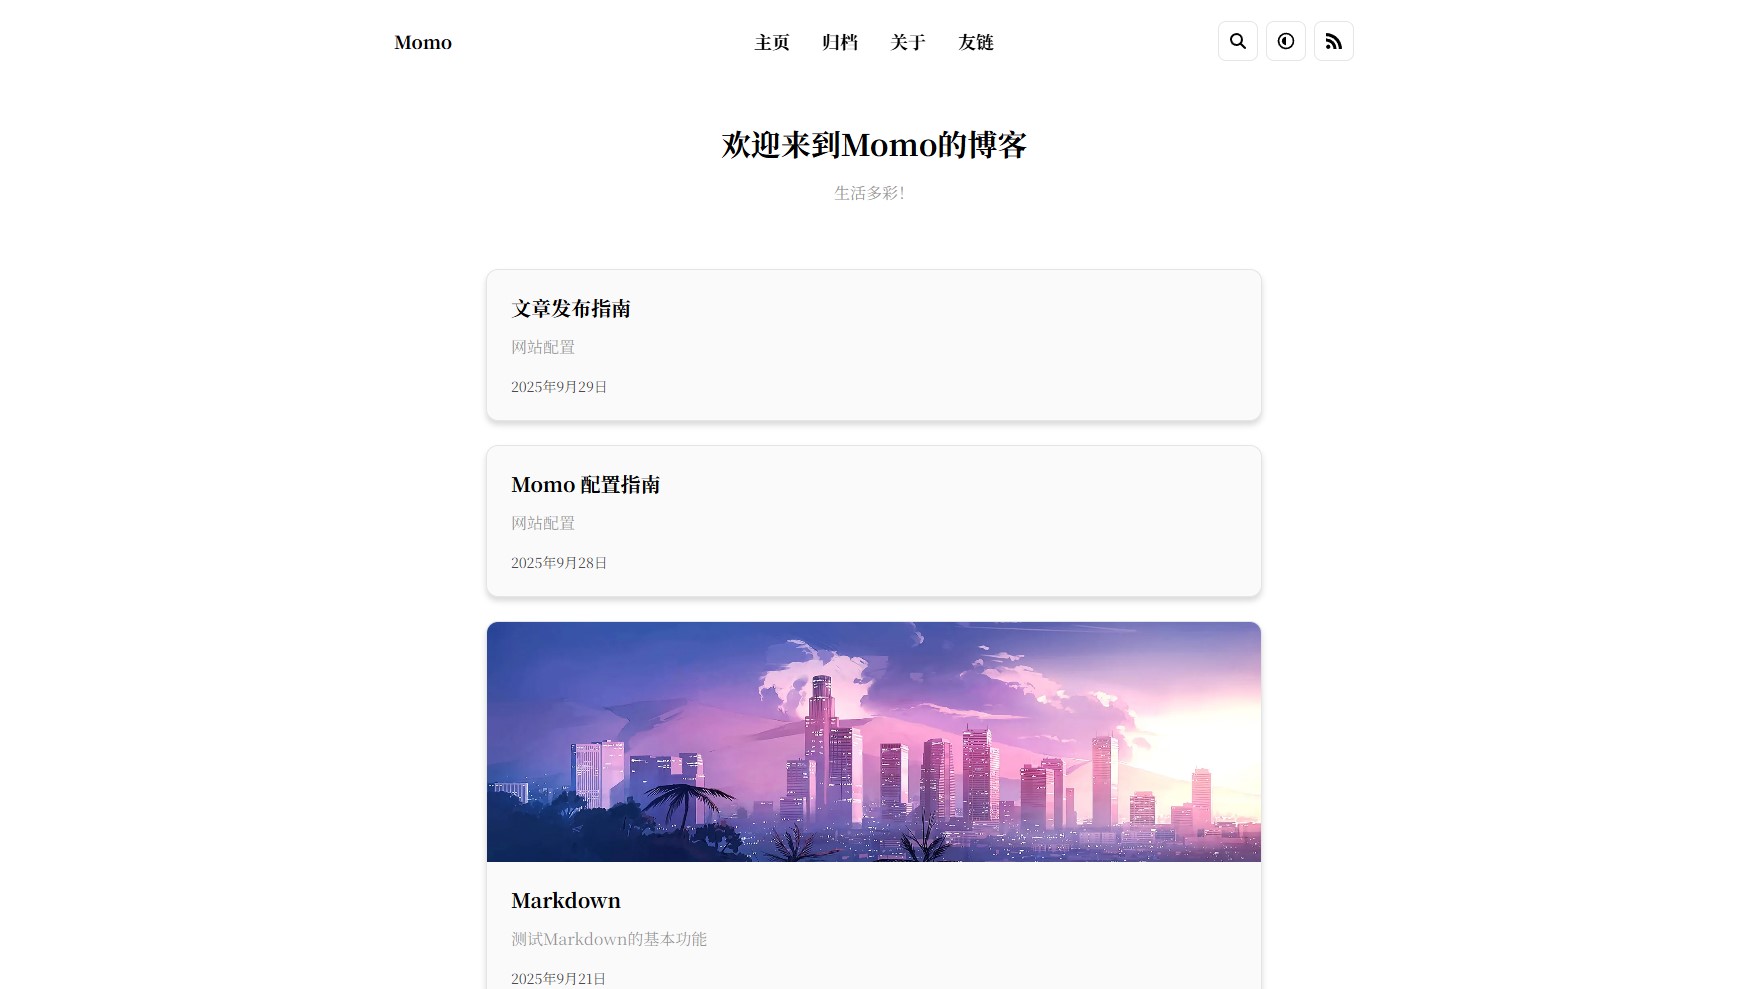 Momo
主页 归档 关于 友链
欢迎来到Momo的博客
生活多彩!
文章发布指南
网站配置
2025年9月29日
Momo 配置指南
网站配置
2025年9月28日
Markdown
测试Markdown的基本功能
2025年9月21日